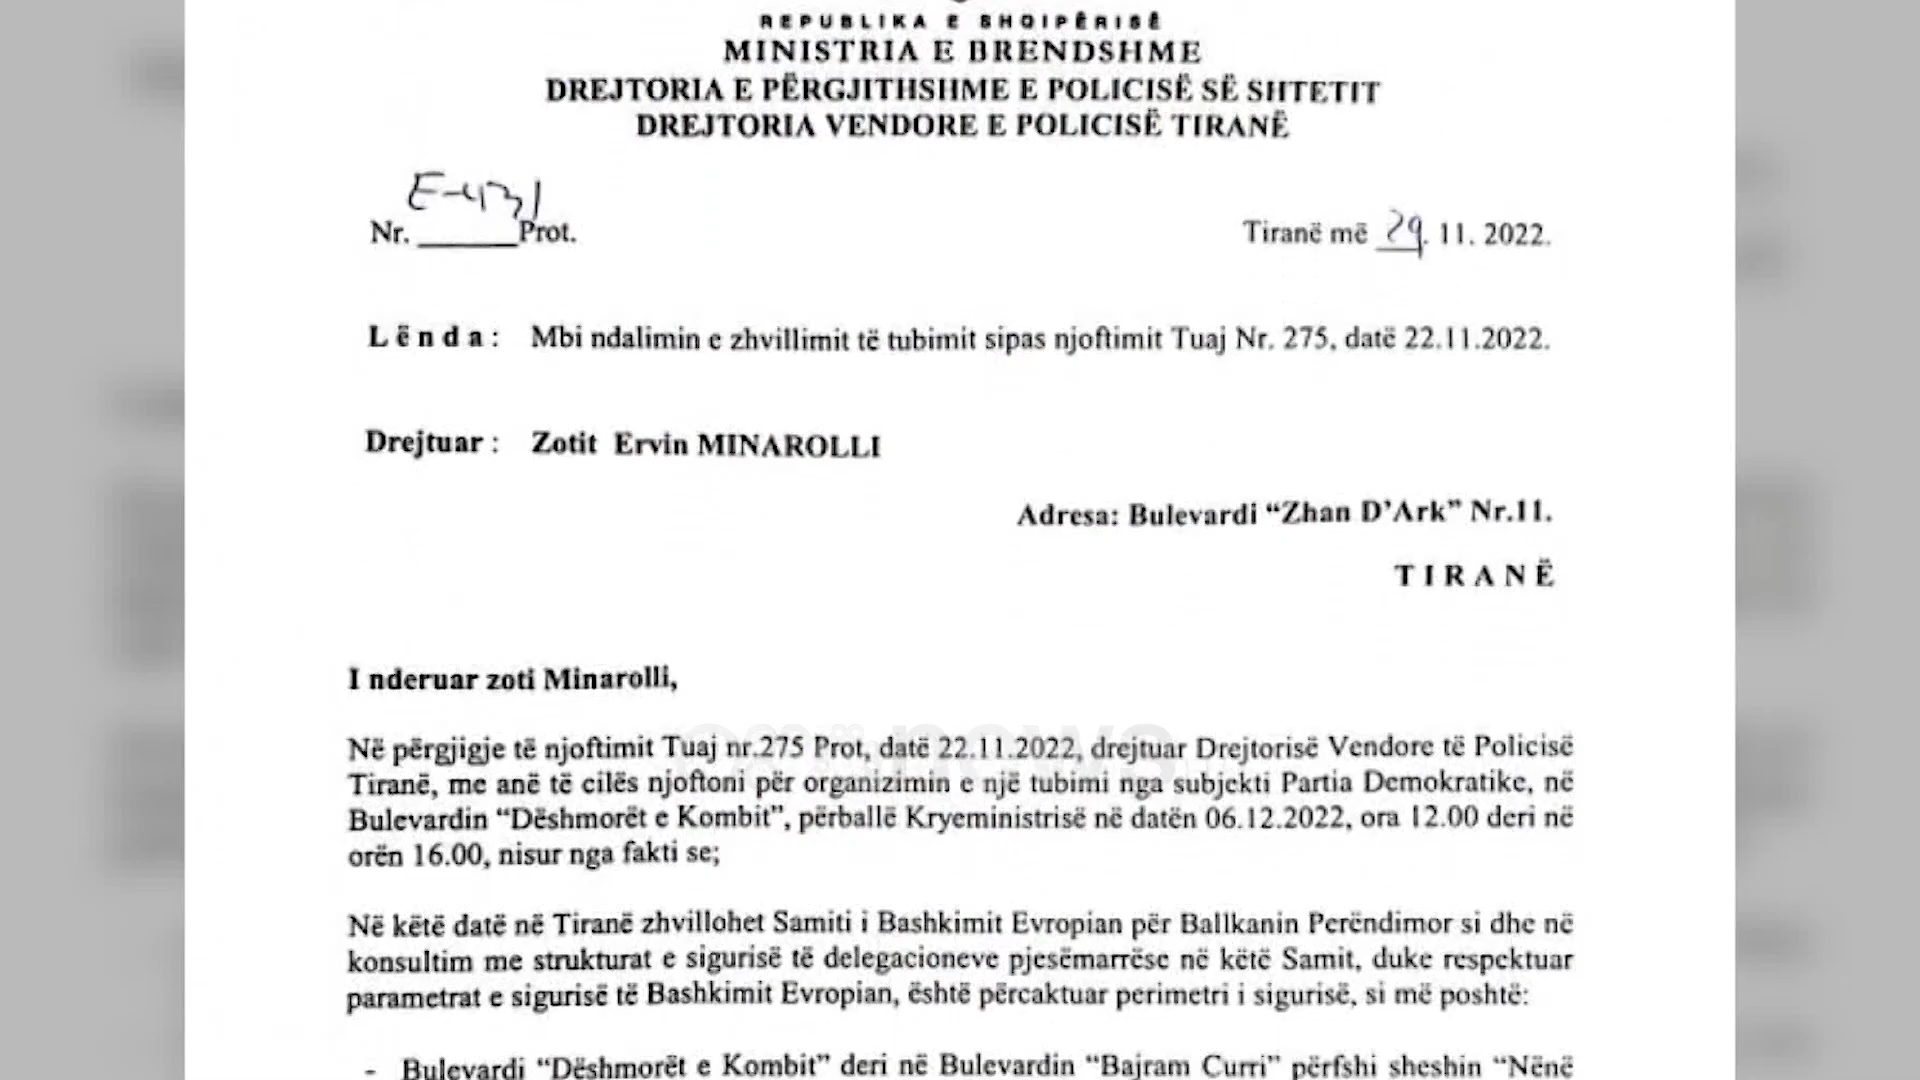 REPUBLIKA E SHQIPËRISË
MINISTRIA E BRENDSHME
DREJTORIA E PËRGJITHSHME E POLICISË SË SHTETIT
DREJTORIA VENDORE E POLICISË TIRANË
E-431
Nr. ______Prot.
Tiranë më 29. 11. 2022.
Lënda: Mbi ndalimin e zhvillimit të tubimit sipas njoftimit Tuaj Nr. 275, datë 22.11.2022.
Drejtuar : Zotit Ervin MINAROLLI
Adresa: Bulevardi “Zhan D’Ark” Nr.11.
TIRANË
I nderuar zoti Minarolli,
Në përgjigje të njoftimit Tuaj nr.275 Prot, datë 22.11.2022, drejtuar Drejtorisë Vendore të Policisë
Tiranë, me anë të cilës njoftoni për organizimin e një tubimi nga subjekti Partia Demokratike, në
Bulevardin “Dëshmorët e Kombit”, përballë Kryeministrisë në datën 06.12.2022, ora 12.00 deri në
orën 16.00, nisur nga fakti se;
news
Në këtë datë në Tiranë zhvillohet Samiti i Bashkimit Evropian për Ballkanin Perëndimor si dhe në
konsultim me strukturat e sigurisë të delegacioneve pjesëmarrëse në këtë Samit, duke respektuar
parametrat e sigurisë të Bashkimit Evropian, është përcaktuar perimetri i sigurisë, si më poshtë:
- Bulevardi “Dëshmorët e Kombit” deri në Bulevardin “Bajram Curri” përfshi sheshin “Nënë